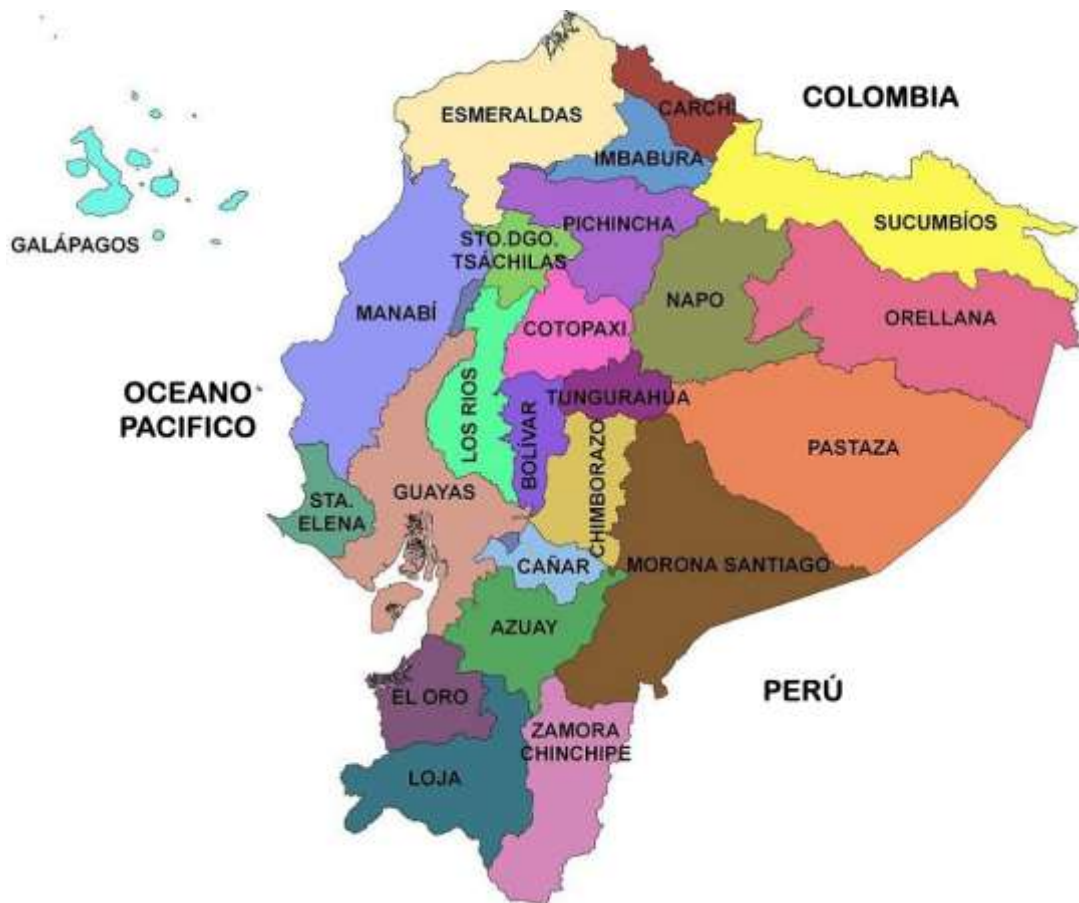 COLOMBIA
CARCHI
ESMERALDAS
IMBABURA
SUCUMBÍOS
PICHINCHA
GALÁPAGOS
STO.DGO.
TSÁCHILAS
NAPO
MANABÍ
ORELLANA
COTOPAXI
OCEANO
PACIFICO
TUNGURAHUA
LOS RIOS
BOLÍVAR
CHIMBORAZO
PASTAZA
GUAYAS
STA.
ELENA
CAÑAR
MORONA SANTIAGO
AZUAY
PERÚ
EL ORO
ZAMORA
CHINCHIPE
LOJA